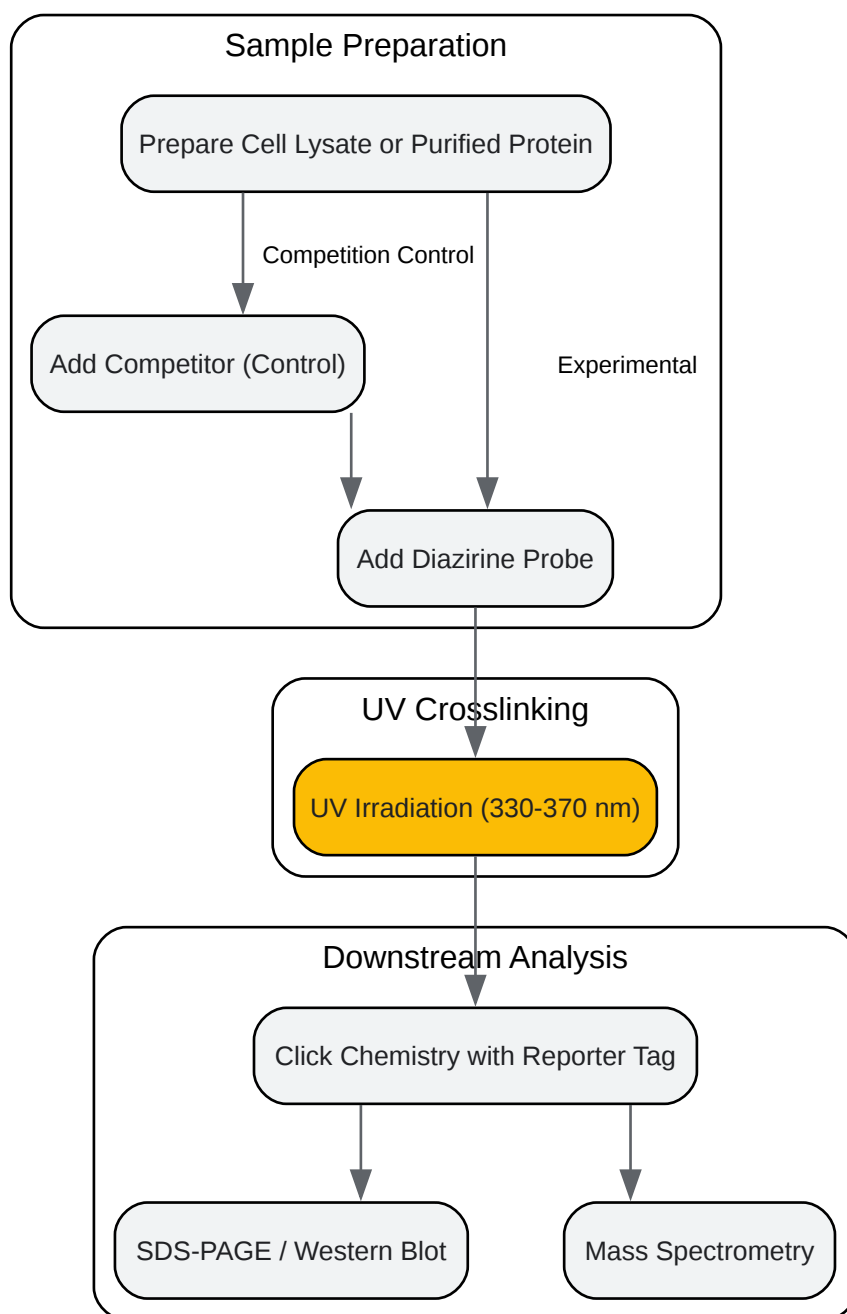 Sample Preparation
Prepare Cell Lysate or Purified Protein
Competition Control
Add Competitor (Control)
Experimental
Add Diazirine Probe
UV Crosslinking
UV Irradiation (330-370 nm)
Downstream Analysis
Click Chemistry with Reporter Tag
SDS-PAGE / Western Blot
Mass Spectrometry